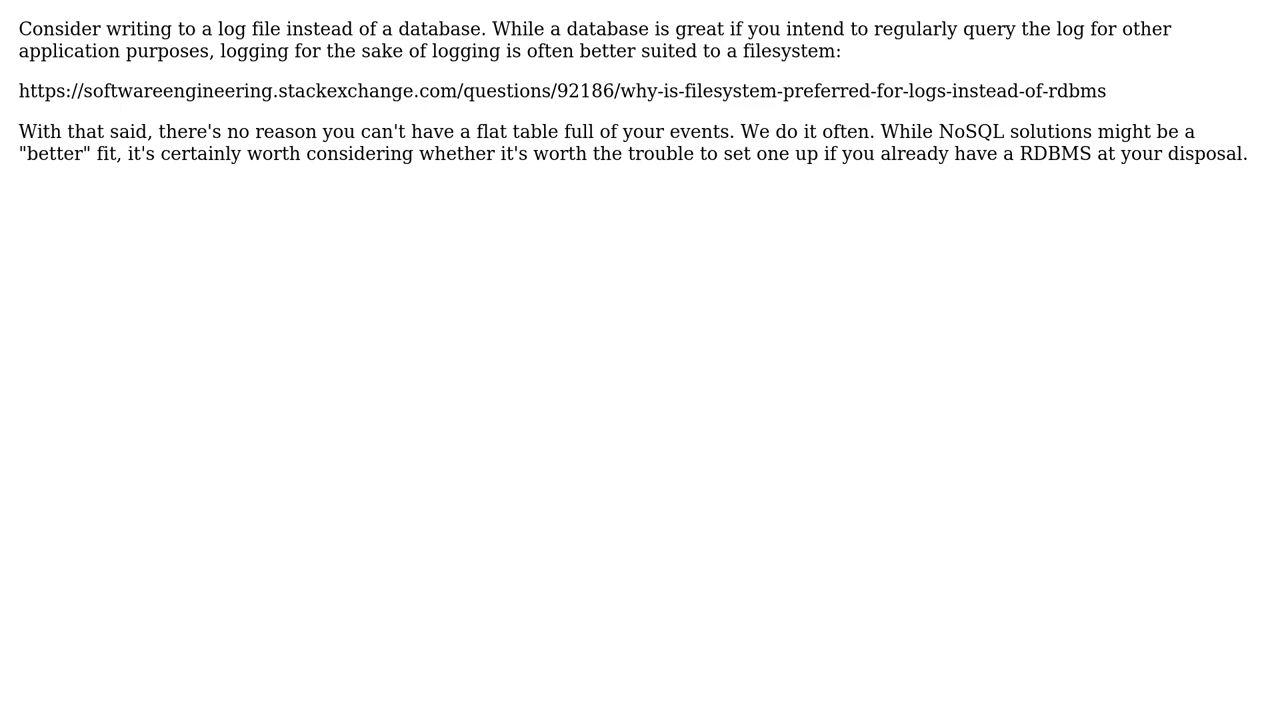 Consider writing to a log file instead of a database. While a database is great if you intend to regularly query the log for other
application purposes, logging for the sake of logging is often better suited to a filesystem:
https://softwareengineering.stackexchange.com/questions/92186/why-is-filesystem-preferred-for-logs-instead-of-rdbms
With that said, there's no reason you can't have a flat table full of your events. We do it often. While NoSQL solutions might be a
"better" fit, it's certainly worth considering whether it's worth the trouble to set one up if you already have a RDBMS at your disposal.